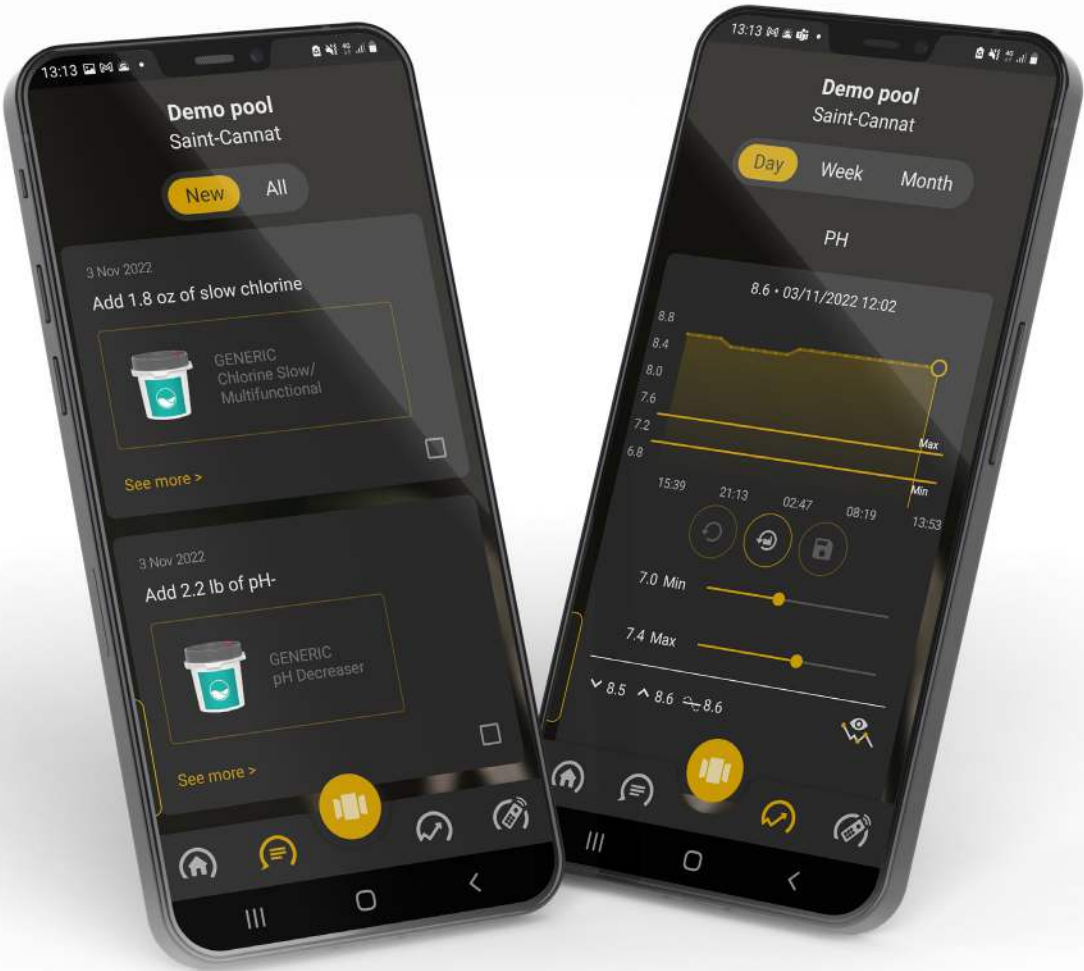 13:13
Demo pool
Saint-Cannat
New All
3 Nov 2022
Add 1.8 oz of slow chlorine
GENERIC
Chlorine Slow/
Multifunctional
See more >
3 Nov 2022
Add 2.2 lb of pH-
GENERIC
pH Decreaser
See more >
13:13
Demo pool
Saint-Cannat
Day Week Month
PH
8.6 • 03/11/2022 12:02
8.8
8.4
8.0
7.6
7.2
6.8
Max
Min
15:39 21:13 02:47 08:19 13:53
7.0 Min
7.4 Max
8.5 8.6 8.6